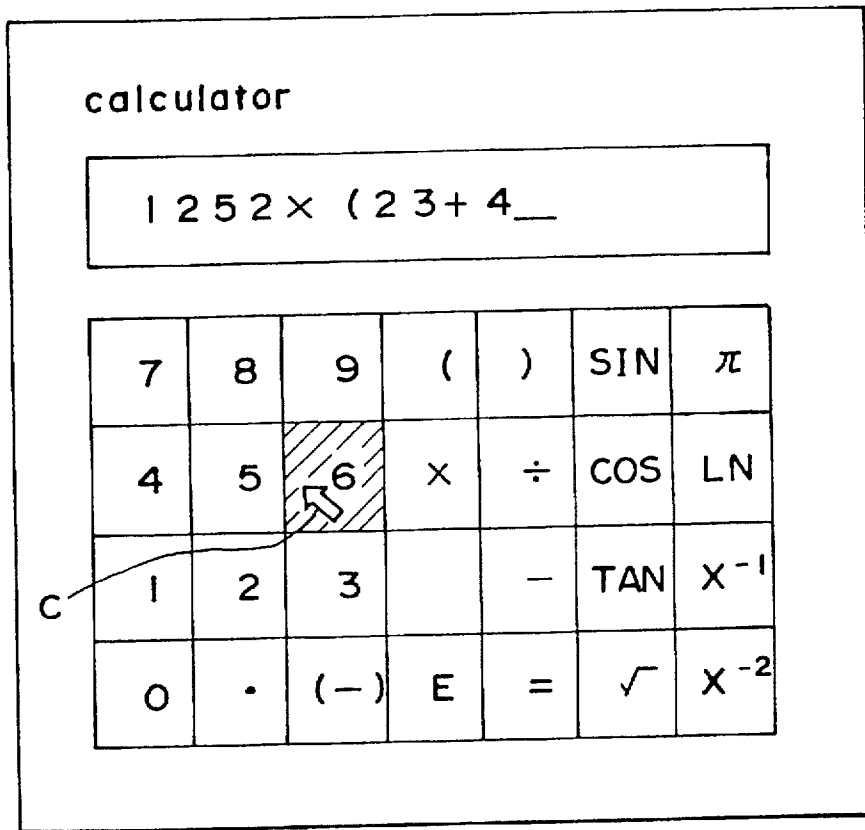 calculator
1252× (23+ 4_
7 8 9 ( ) SIN π
4 5 6 × ÷ COS LN
C
1 2 3 − TAN X⁻¹
0 . (−) E = √ X⁻²